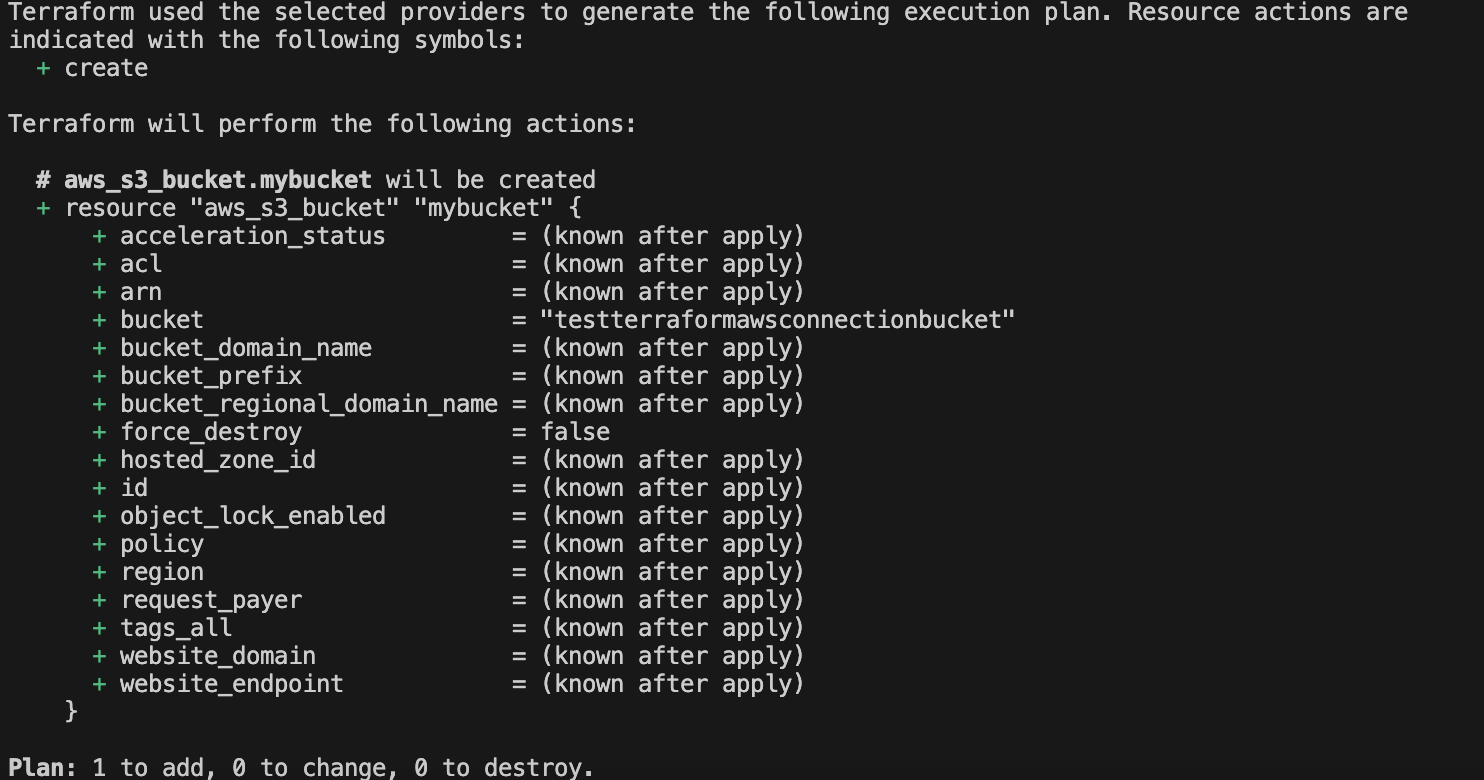 Terraform used the selected providers to generate the following execution plan. Resource actions are
indicated with the following symbols:
  + create

Terraform will perform the following actions:

  # aws_s3_bucket.mybucket will be created
  + resource "aws_s3_bucket" "mybucket" {
      + acceleration_status         = (known after apply)
      + acl                         = (known after apply)
      + arn                         = (known after apply)
      + bucket                      = "testterraformawsconnectionbucket"
      + bucket_domain_name          = (known after apply)
      + bucket_prefix               = (known after apply)
      + bucket_regional_domain_name = (known after apply)
      + force_destroy               = false
      + hosted_zone_id              = (known after apply)
      + id                          = (known after apply)
      + object_lock_enabled         = (known after apply)
      + policy                      = (known after apply)
      + region                      = (known after apply)
      + request_payer               = (known after apply)
      + tags_all                    = (known after apply)
      + website_domain              = (known after apply)
      + website_endpoint            = (known after apply)
    }

Plan: 1 to add, 0 to change, 0 to destroy.